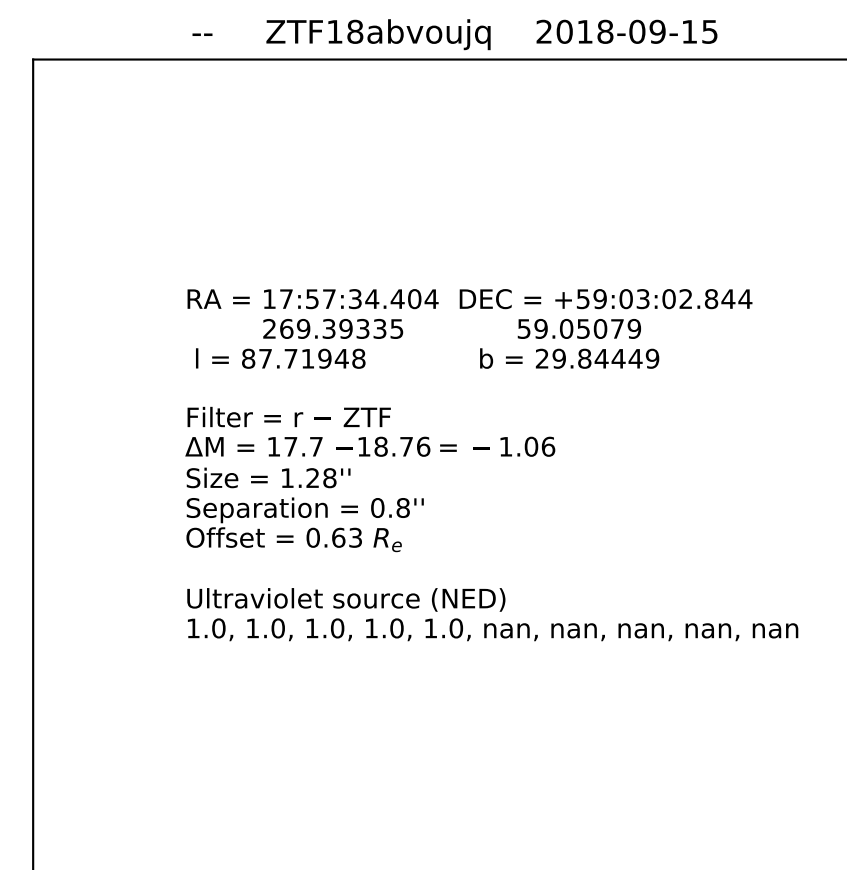 -- ZTF18abvoujq 2018-09-15
RA = 17:57:34.404 DEC = +59:03:02.844
269.39335 59.05079
l = 87.71948 b = 29.84449
Filter = r − ZTF
ΔM = 17.7 −18.76 = − 1.06
Size = 1.28''
Separation = 0.8''
Offset = 0.63 Rₑ
Ultraviolet source (NED)
1.0, 1.0, 1.0, 1.0, 1.0, nan, nan, nan, nan, nan